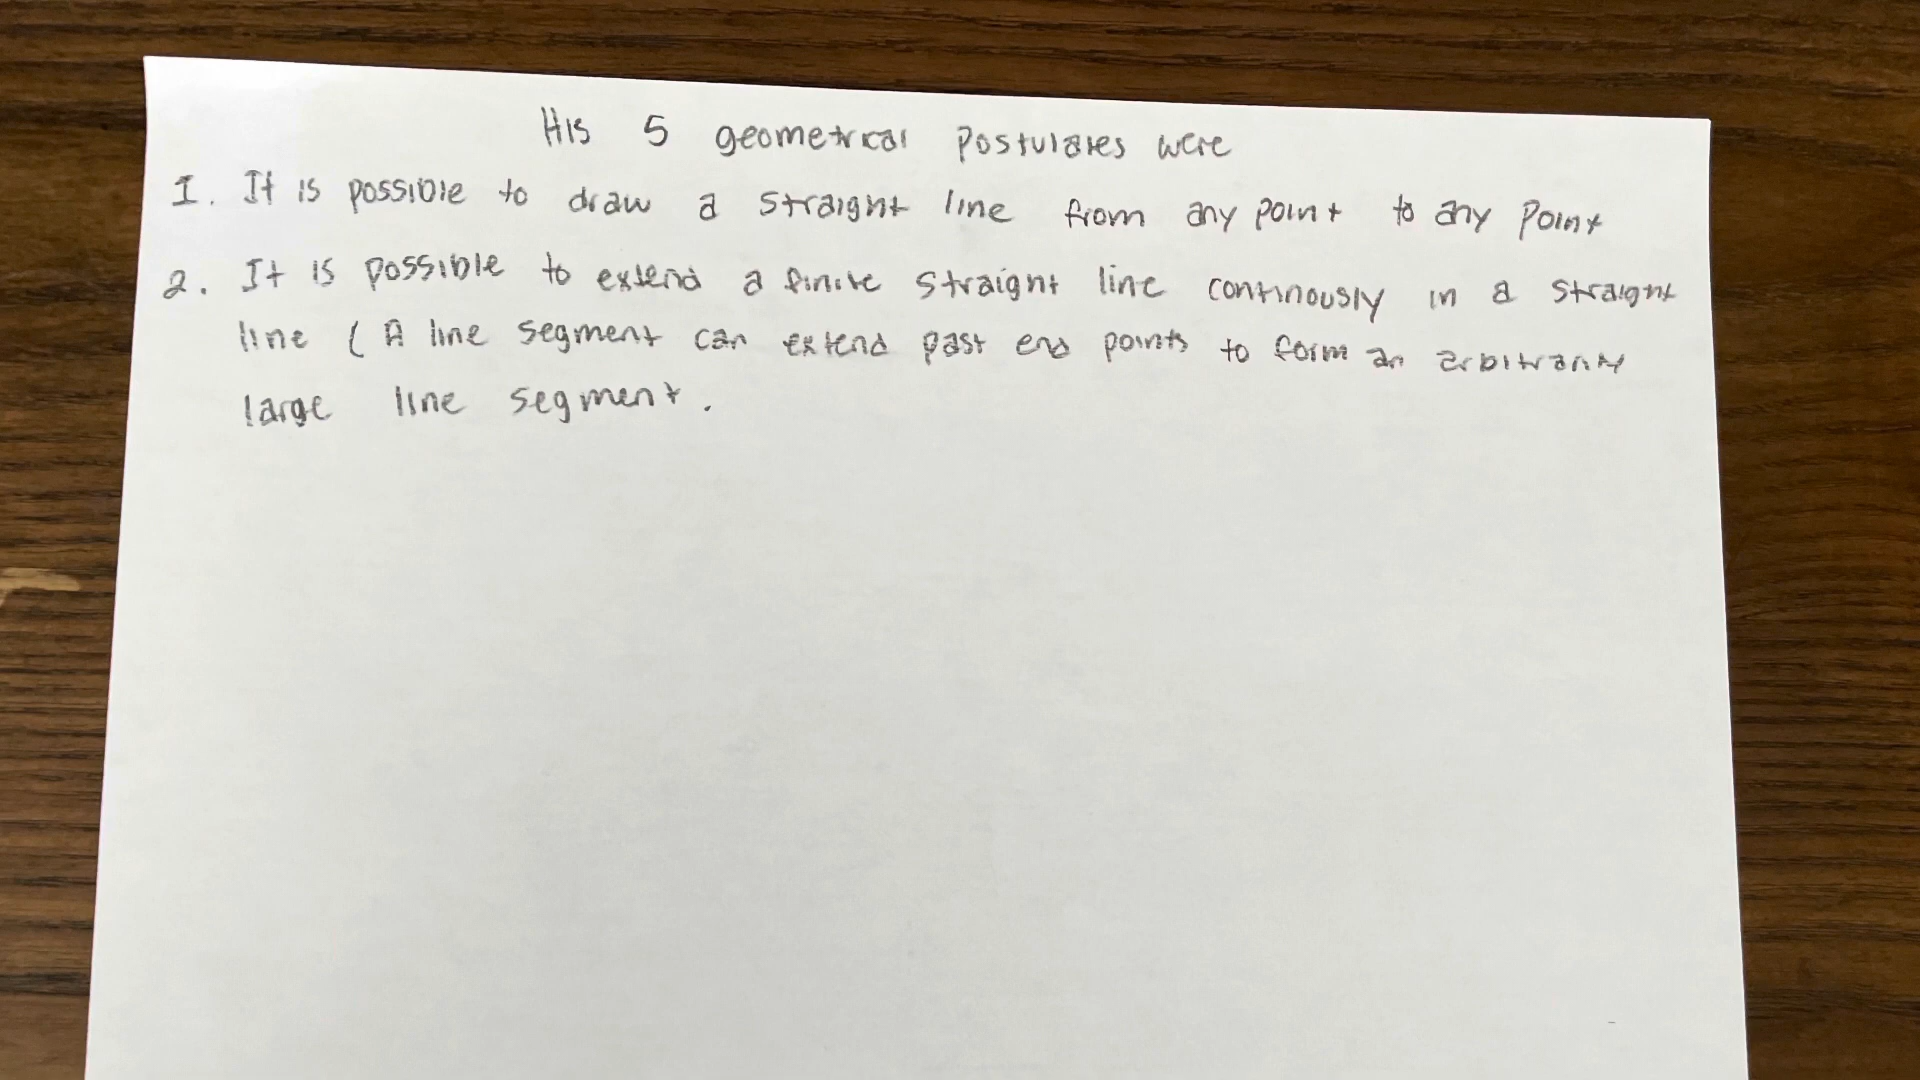 His 5 geometrical postulates were
1. It is possible to draw a straight line from any point to any point
2. It is possible to extend a finite straight line continously in a straight
line ( A line segment can extend past end points to form an arbitrarily
large line segment.